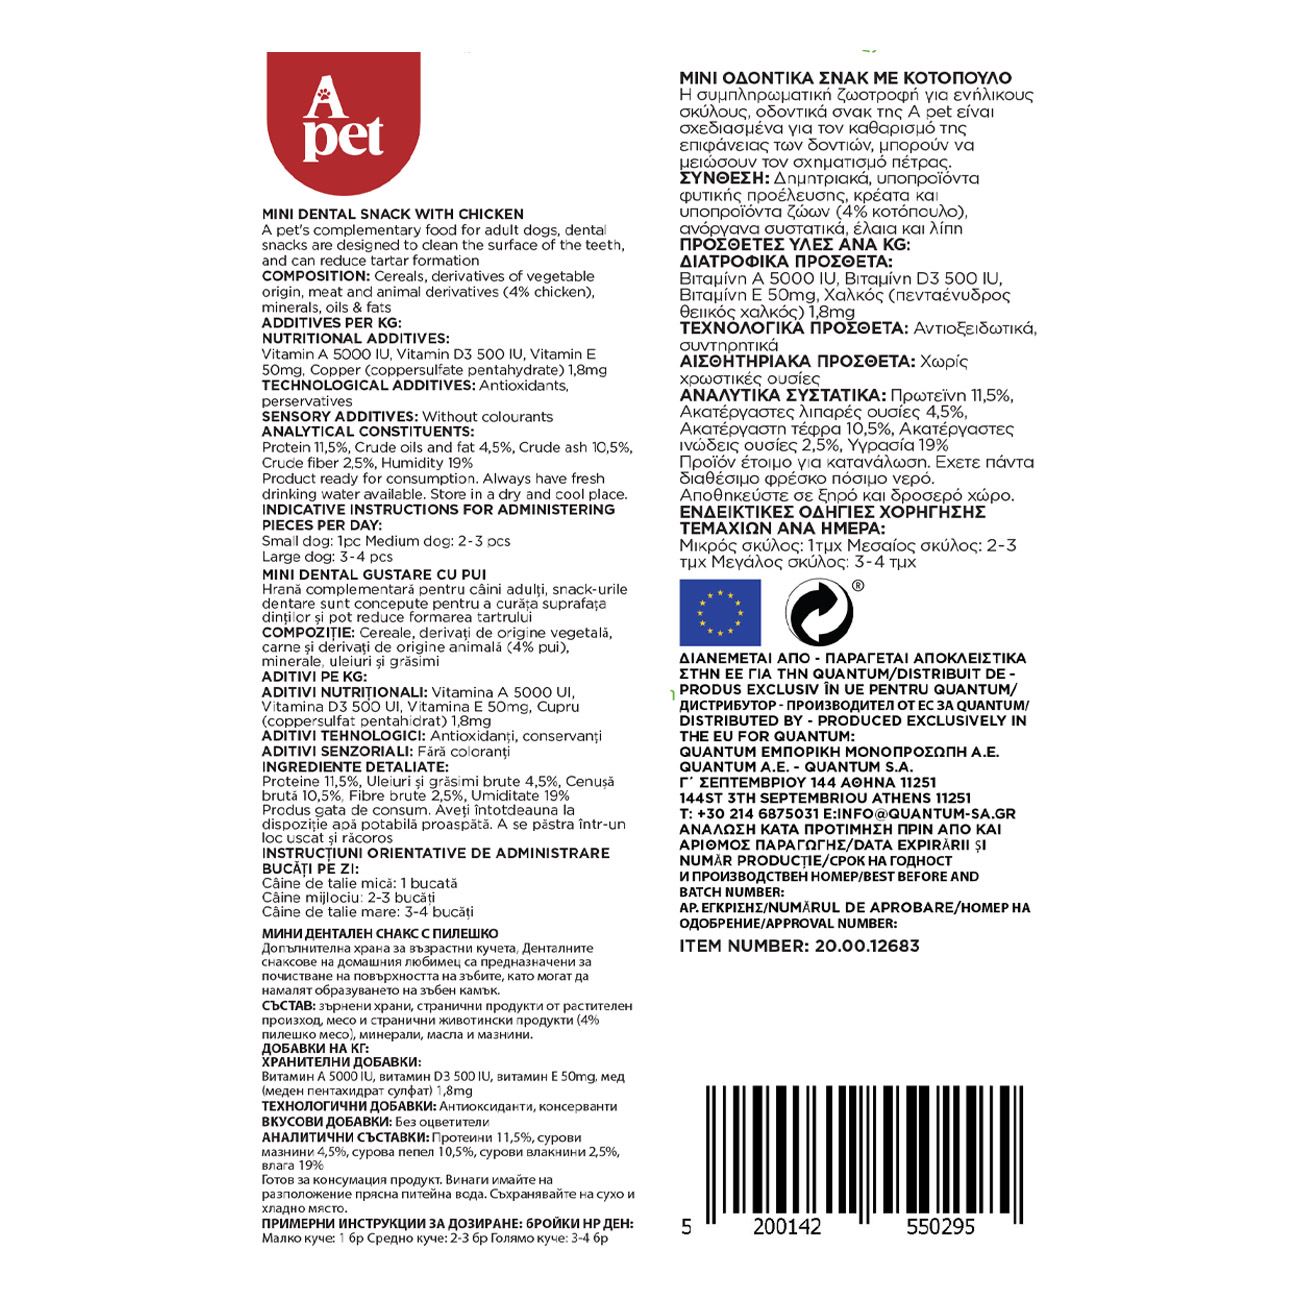 A
pet
MINI DENTAL SNACK WITH CHICKEN
A pet's complementary food for adult dogs, dental
snacks are designed to clean the surface of the teeth,
and can reduce tartar formation
COMPOSITION: Cereals, derivatives of vegetable
origin, meat and animal derivatives (4% chicken),
minerals, oils & fats
ADDITIVES PER KG:
NUTRITIONAL ADDITIVES:
Vitamin A 5000 IU, Vitamin D3 500 IU, Vitamin E
50mg, Copper (coppersulfate pentahydrate) 1,8mg
TECHNOLOGICAL ADDITIVES: Antioxidants,
perservatives
SENSORY ADDITIVES: Without colourants
ANALYTICAL CONSTITUENTS:
Protein 11,5%, Crude oils and fat 4,5%, Crude ash 10,5%,
Crude fiber 2,5%, Humidity 19%
Product ready for consumption. Always have fresh
drinking water available. Store in a dry and cool place.
INDICATIVE INSTRUCTIONS FOR ADMINISTERING
PIECES PER DAY:
Small dog: 1pc Medium dog: 2-3 pcs
Large dog: 3-4 pcs
MINI DENTAL GUSTARE CU PUI
Hrană complementară pentru câini adulți, snack-urile
dentare sunt concepute pentru a curăța suprafața
dinților și pot reduce formarea tartrului
COMPOZIȚIE: Cereale, derivați de origine vegetală,
carne și derivați de origine animală (4% pui),
minerale, uleiuri și grăsimi
ADITIVI PE KG:
ADITIVI NUTRIȚIONALI: Vitamina A 5000 UI,
Vitamina D3 500 UI, Vitamina E 50mg, Cupru
(coppersulfat pentahidrat) 1,8mg
ADITIVI TEHNOLOGICI: Antioxidanți, conservanți
ADITIVI SENZORIALI: Fără coloranți
INGREDIENTE DETALIATE:
Proteine 11,5%, Uleiuri și grăsimi brute 4,5%, Cenușă
brută 10,5%, Fibre brute 2,5%, Umiditate 19%
Produs gata de consum. Aveți întotdeauna la
dispoziție apă potabilă proaspătă. A se păstra într-un
loc uscat și răcoros
INSTRUCȚIUNI ORIENTATIVE DE ADMINISTRARE
BUCĂȚI PE ZI:
Câine de talie mică: 1 bucată
Câine mijlociu: 2-3 bucăți
Câine de talie mare: 3-4 bucăți
МИНИ ДЕНТАЛЕН СНАКС С ПИЛЕШКО
Допълнителна храна за възрастни кучета, Денталните
снаксове на домашния любимец са предназначени за
почистване на повърхността на зъбите, като могат да
намалят образуването на зъбен камък.
СЪСТАВ: зърнени храни, странични продукти от растителен
произход, месо и странични животински продукти (4%
пилешко месо), минерали, масла и мазнини.
ДОБАВКИ НА КГ:
ХРАНИТЕЛНИ ДОБАВКИ:
Витамин А 5000 IU, витамин D3 500 IU, витамин Е 50mg, мед
(меден пентахидрат сулфат) 1,8mg
ТЕХНОЛОГИЧНИ ДОБАВКИ: Антиоксиданти, консерванти
ВКУСОВИ ДОБАВКИ: Без оцветители
АНАЛИТИЧНИ СЪСТАВКИ: Протеини 11,5%, сурови
мазнини 4,5%, сурова пепел 10,5%, сурови влакнини 2,5%,
влага 19%
Готов за консумация продукт. Винаги имайте на
разположение прясна питейна вода. Съхранявайте на сухо и
хладно място.
ПРИМЕРНИ ИНСТРУКЦИИ ЗА ДОЗИРАНЕ: БРОЙКИ НР ДЕН:
Малко куче: 1 бр Средно куче: 2-3 бр Голямо куче: 3-4 бр
ΜΙΝΙ ΟΔΟΝΤΙΚΑ ΣΝΑΚ ΜΕ ΚΟΤΟΠΟΥΛΟ
Η συμπληρωματική ζωοτροφή για ενήλικους
σκύλους, οδοντικά σνακ της A pet είναι
σχεδιασμένα για τον καθαρισμό της
επιφάνειας των δοντιών, μπορούν να
μειώσουν τον σχηματισμό πέτρας.
ΣΥΝΘΕΣΗ: Δημητριακά, υποπροϊόντα
φυτικής προέλευσης, κρέατα και
υποπροϊόντα ζώων (4% κοτόπουλο),
ανόργανα συστατικά, έλαια και λίπη
ΠΡΟΣΘΕΤΕΣ ΥΛΕΣ ΑΝΑ KG:
ΔΙΑΤΡΟΦΙΚΑ ΠΡΟΣΘΕΤΑ:
Βιταμίνη Α 5000 IU, Βιταμίνη D3 500 IU,
Βιταμίνη Ε 50mg, Χαλκός (πενταένυδρος
θειικός χαλκός) 1,8mg
ΤΕΧΝΟΛΟΓΙΚΑ ΠΡΟΣΘΕΤΑ: Αντιοξειδωτικά,
συντηρητικά
ΑΙΣΘΗΤΗΡΙΑΚΑ ΠΡΟΣΘΕΤΑ: Χωρίς
χρωστικές ουσίες
ΑΝΑΛΥΤΙΚΑ ΣΥΣΤΑΤΙΚΑ: Πρωτεϊνη 11,5%,
Ακατέργαστες λιπαρές ουσίες 4,5%,
Ακατέργαστη τέφρα 10,5%, Ακατέργαστες
ινώδεις ουσίες 2,5%, Υγρασία 19%
Προϊόν έτοιμο για κατανάλωση. Εχετε πάντα
διαθέσιμο φρέσκο πόσιμο νερό.
Αποθηκεύστε σε ξηρό και δροσερό χώρο.
ΕΝΔΕΙΚΤΙΚΕΣ ΟΔΗΓΙΕΣ ΧΟΡΗΓΗΣΗΣ
ΤΕΜΑΧΙΩΝ ΑΝΑ ΗΜΕΡΑ:
Μικρός σκύλος: 1τμχ Μεσαίος σκύλος: 2-3
τμχ Μεγάλος σκύλος: 3-4 τμχ
®
ΔΙΑΝΕΜΕΤΑΙ ΑΠΟ - ΠΑΡΑΓΕΤΑΙ ΑΠΟΚΛΕΙΣΤΙΚΑ
ΣΤΗΝ ΕΕ ΓΙΑ ΤΗΝ QUANTUM/DISTRIBUIT DE -
PRODUS EXCLUSIV ÎN UE PENTRU QUANTUM/
ДИСТРИБУТОР - ПРОИЗВОДИТЕЛ ОТ ЕС ЗА QUANTUM/
DISTRIBUTED BY - PRODUCED EXCLUSIVELY IN
THE EU FOR QUANTUM:
QUANTUM ΕΜΠΟΡΙΚΗ ΜΟΝΟΠΡΟΣΩΠΗ Α.Ε.
QUANTUM A.E. - QUANTUM S.A.
Γ΄ ΣΕΠΤΕΜΒΡΙΟΥ 144 ΑΘΗΝΑ 11251
144ST 3TH SEPTEMBRIOU ATHENS 11251
T: +30 214 6875031 E:INFO@QUANTUM-SA.GR
ΑΝΑΛΩΣΗ ΚΑΤΑ ΠΡΟΤΙΜΗΣΗ ΠΡΙΝ ΑΠΟ ΚΑΙ
ΑΡΙΘΜΟΣ ΠΑΡΑΓΩΓΗΣ/DATA EXPIRĂRII ȘI
NUMĂR PRODUCȚIE/СРОК НА ГОДНОСТ
И ПРОИЗВОДСТВЕН НОМЕР/BEST BEFORE AND
BATCH NUMBER:
ΑΡ. ΕΓΚΡΙΣΗΣ/NUMĂRUL DE APROBARE/НОМЕР НА
ОДОБРЕНИЕ/APPROVAL NUMBER:
ITEM NUMBER: 20.00.12683
5 200142 550295